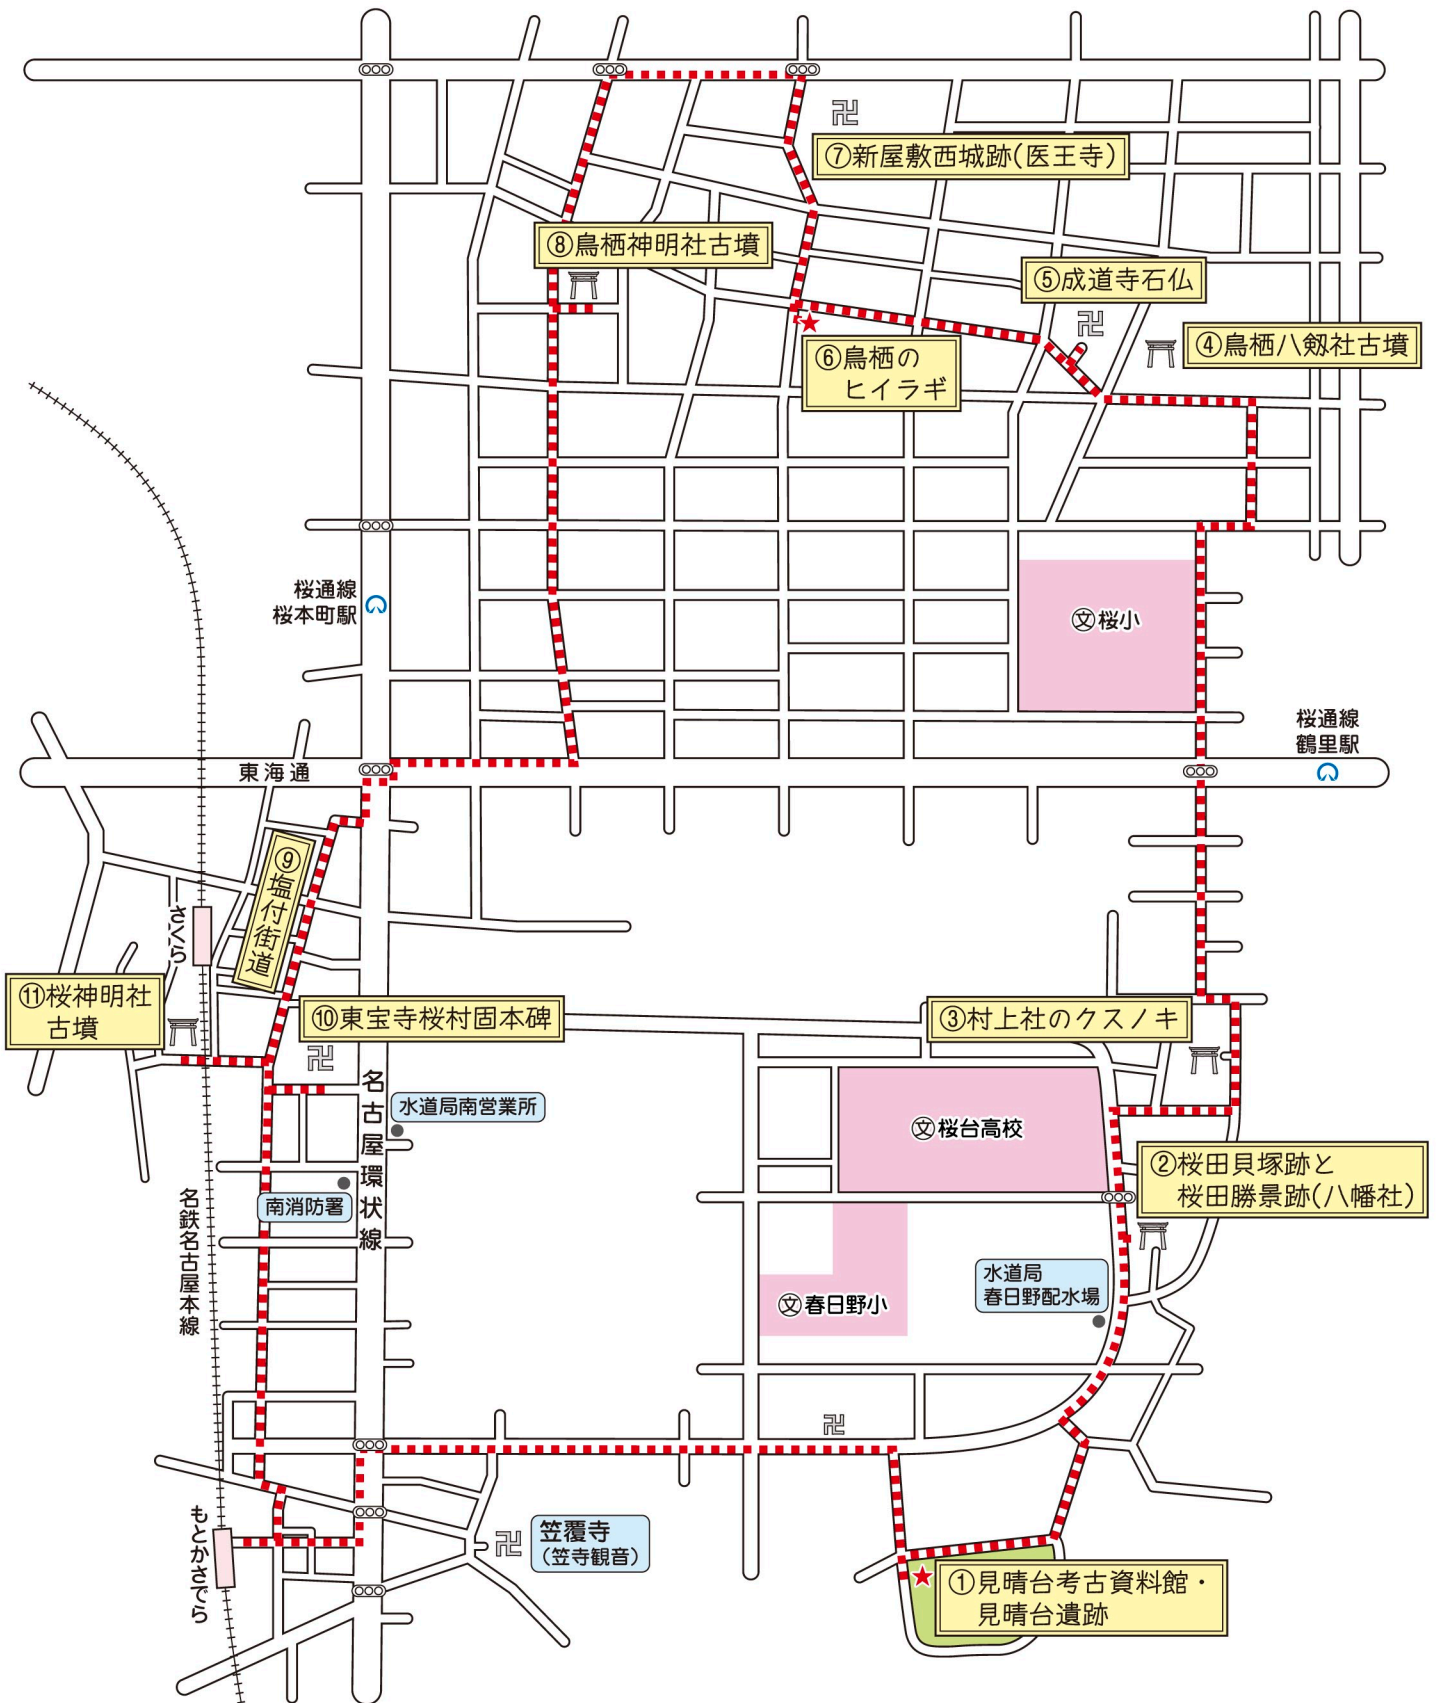 ⑦新屋敷西城跡(医王寺)
⑧鳥栖神明社古墳
⑤成道寺石仏
④鳥栖八剱社古墳
⑥鳥栖の
ヒイラギ
桜通線
桜本町駅
文桜小
桜通線
鶴里駅
東海通
⑨塩付街道
さくら
⑪桜神明社
古墳
⑩東宝寺桜村固本碑
③村上社のクスノキ
名古屋環状線
水道局南営業所
文桜台高校
②桜田貝塚跡と
桜田勝景跡(八幡社)
南消防署
名鉄名古屋本線
水道局
春日野配水場
文春日野小
もとかさでら
笠覆寺
(笠寺観音)
①見晴台考古資料館・
見晴台遺跡